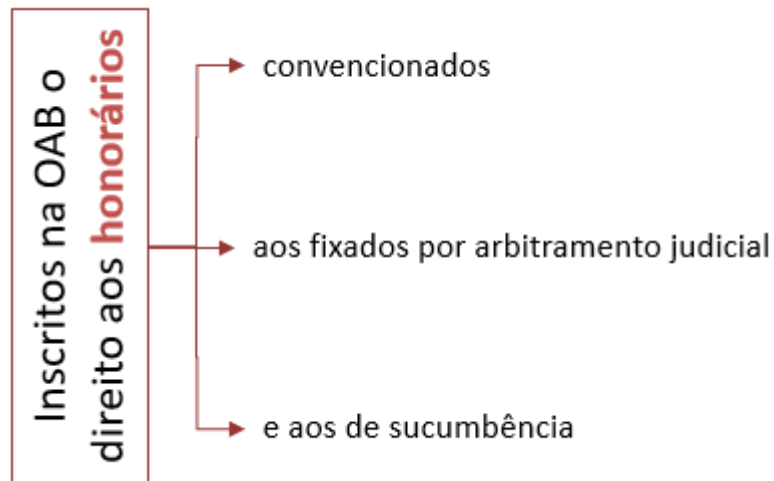 Inscritos na OAB o
direito aos honorários
convencionados
aos fixados por arbitramento judicial
e aos de sucumbência